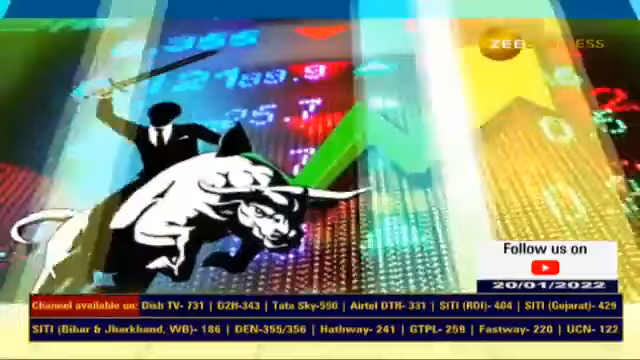 ZEE BUSINESS
Follow us on
20/01/2022
Channel available on: Dish TV- 731 | D2H-343 | Tata Sky-590 | Airtel DTH- 331 | SITI (ROI)- 404 | SITI (Gujarat)- 429
SITI (Bihar & Jharkhand, WB)- 186 | DEN-355/356 | Hathway- 241 | GTPL- 259 | Fastway- 220 | UCN- 122